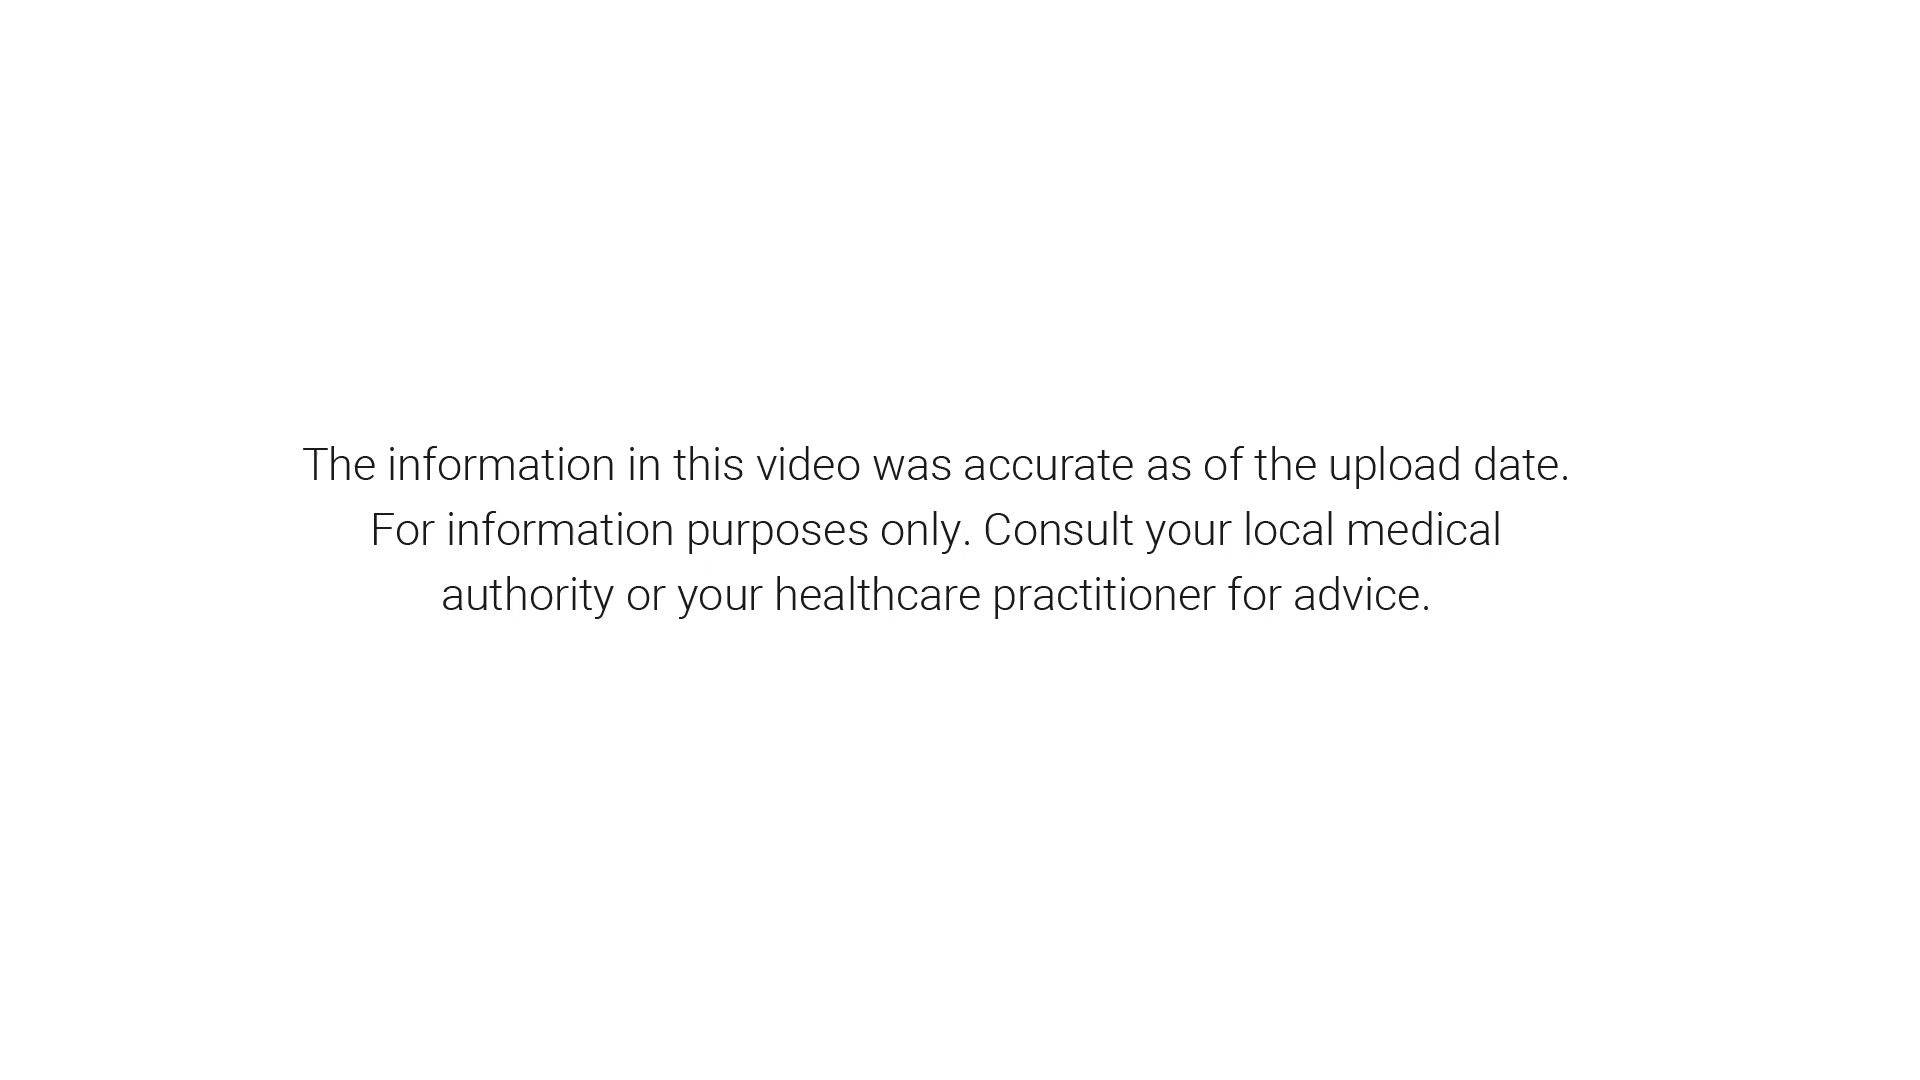 The information in this video was accurate as of the upload date.
For information purposes only. Consult your local medical
authority or your healthcare practitioner for advice.